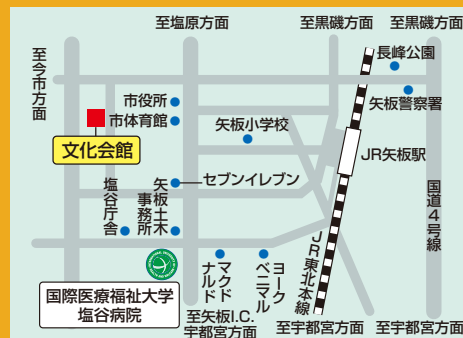 至塩原方面
至黒磯方面
至黒磯方面
至今市方面
長峰公園
市役所
市体育館
矢板小学校
矢板警察署
文化会館
JR矢板駅
セブンイレブン
塩谷庁舎
矢板土木
事務所
国道4号線
JR東北本線
マクド
ナルド
ヨーク
ベニマル
国際医療福祉大学
塩谷病院
至矢板I.C.
宇都宮方面
至宇都宮方面
至宇都宮方面